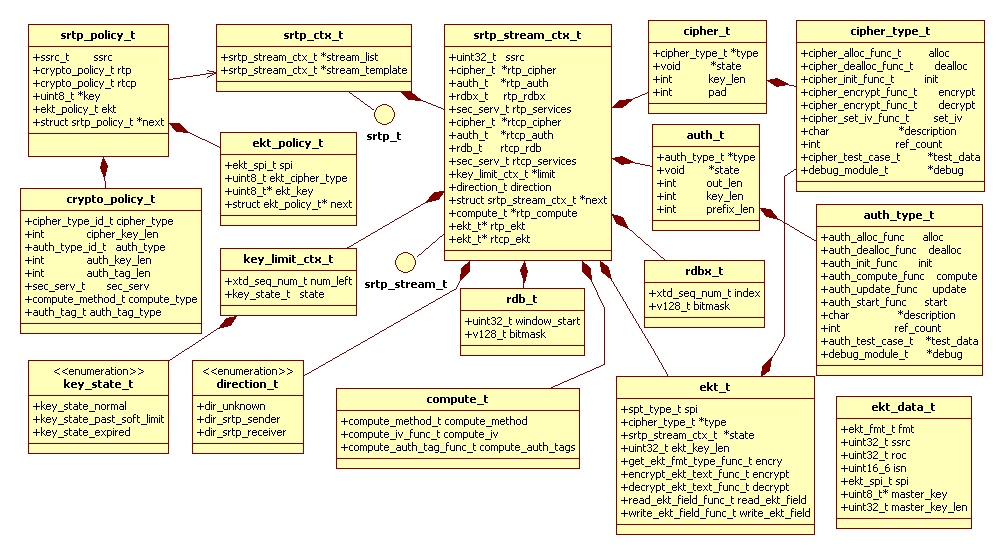 srtp_policy_t
+ssrc_t ssrc
+crypto_policy_t rtp
+crypto_policy_t rtcp
+uint8_t *key
+ekt_policy_t ekt
+struct srtp_policy_t *next
srtp_ctx_t
+srtp_stream_ctx_t *stream_list
+srtp_stream_ctx_t *stream_template
srtp_t
srtp_stream_ctx_t
+uint32_t ssrc
+cipher_t *rtp_cipher
+auth_t *rtp_auth
+rdbx_t rtp_rdbx
+sec_serv_t rtp_services
+cipher_t *rtcp_cipher
+auth_t *rtcp_auth
+rdb_t rtcp_rdb
+sec_serv_t rtcp_services
+key_limit_ctx_t *limit
+direction_t direction
+struct srtp_stream_ctx_t *next
+compute_t *rtp_compute
+ekt_t* rtp_ekt
+ekt_t* rtcp_ekt
cipher_t
+cipher_type_t *type
+void *state
+int key_len
+int pad
cipher_type_t
+cipher_alloc_func_t alloc
+cipher_dealloc_func_t dealloc
+cipher_init_func_t init
+cipher_encrypt_func_t encrypt
+cipher_encrypt_func_t decrypt
+cipher_set_iv_func_t set_iv
+char *description
+int ref_count
+cipher_test_case_t *test_data
+debug_module_t *debug
ekt_policy_t
+ekt_spi_t spi
+uint8_t ekt_cipher_type
+uint8_t* ekt_key
+struct ekt_policy_t* next
auth_t
+auth_type_t *type
+void *state
+int out_len
+int key_len
+int prefix_len
crypto_policy_t
+cipher_type_id_t cipher_type
+int cipher_key_len
+auth_type_id_t auth_type
+int auth_key_len
+int auth_tag_len
+sec_serv_t sec_serv
+compute_method_t compute_type
+auth_tag_t auth_tag_type
auth_type_t
+auth_alloc_func alloc
+auth_dealloc_func dealloc
+auth_init_func init
+auth_compute_func compute
+auth_update_func update
+auth_start_func start
+char *description
+int ref_count
+auth_test_case_t *test_data
+debug_module_t *debug
key_limit_ctx_t
+xtd_seq_num_t num_left
+key_state_t state
srtp_stream_t
rdb_t
+uint32_t window_start
+v128_t bitmask
rdbx_t
+xtd_seq_num_t index
+v128_t bitmask
<<enumeration>>
key_state_t
+key_state_normal
+key_state_past_soft_limit
+key_state_expired
<<enumeration>>
direction_t
+dir_unknown
+dir_srtp_sender
+dir_srtp_receiver
compute_t
+compute_method_t compute_method
+compute_iv_func_t compute_iv
+compute_auth_tag_func_t compute_auth_tags
ekt_t
+spt_type_t spi
+cipher_type_t *type
+srtp_stream_ctx_t *state
+uint32_t ekt_key_len
+get_ekt_fmt_type_func_t encry
+encrypt_ekt_text_func_t encrypt
+decrypt_ekt_text_func_t decrypt
+read_ekt_field_func_t read_ekt_field
+write_ekt_field_func_t write_ekt_field
ekt_data_t
+ekt_fmt_t fmt
+uint32_t ssrc
+uint32_t roc
+uint16_6 isn
+ekt_spi_t spi
+uint8_t* master_key
+uint32_t master_key_len